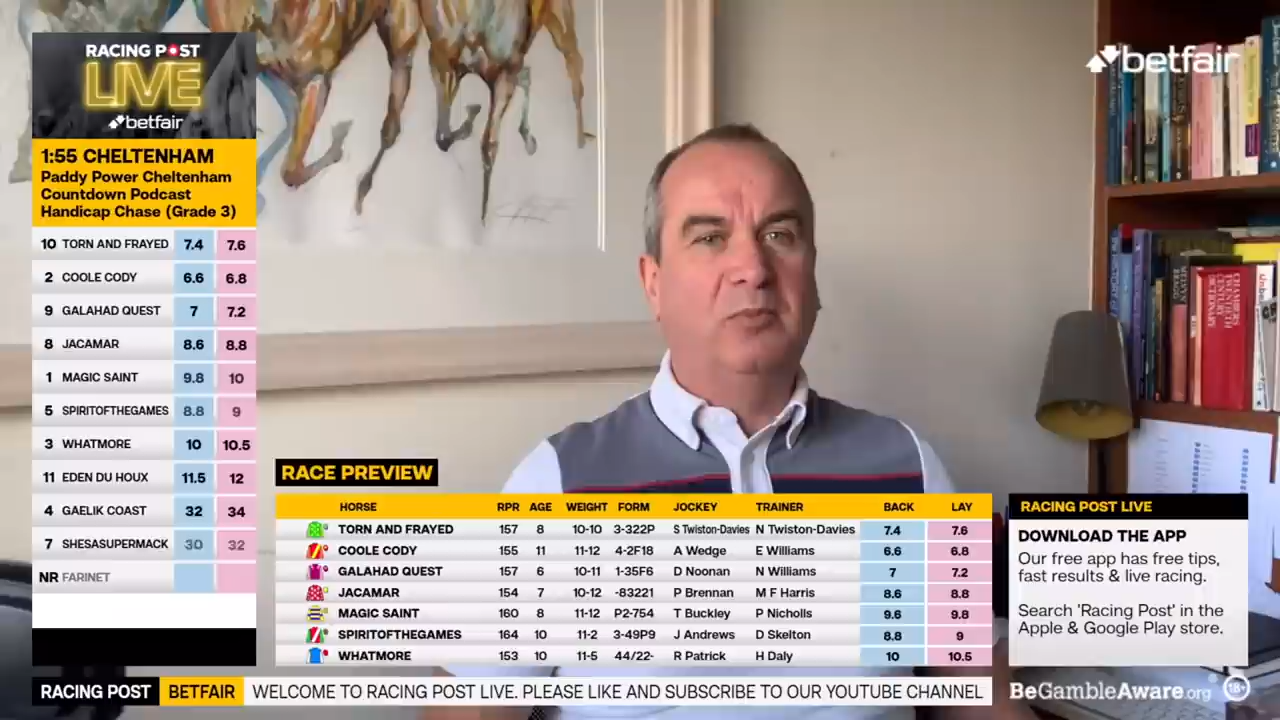 RACING POST
LIVE
betfair
1:55 CHELTENHAM
Paddy Power Cheltenham
Countdown Podcast
Handicap Chase (Grade 3)
10 TORN AND FRAYED 7.4 7.6
2 COOLE CODY 6.6 6.8
9 GALAHAD QUEST 7 7.2
8 JACAMAR 8.6 8.8
1 MAGIC SAINT 9.8 10
5 SPIRITOFTHEGAMES 8.8 9
3 WHATMORE 10 10.5
11 EDEN DU HOUX 11.5 12
4 GAELIK COAST 32 34
7 SHESASUPERMACK 30 32
NR FARINET
betfair
CHAMBERS
TWENTIETH
CENTURY
DICTIONARY
RACE PREVIEW
HORSE RPR AGE WEIGHT FORM JOCKEY TRAINER BACK LAY
TORN AND FRAYED 157 8 10-10 3-322P S Twiston-Davies N Twiston-Davies 7.4 7.6
COOLE CODY 155 11 11-12 4-2F18 A Wedge E Williams 6.6 6.8
GALAHAD QUEST 157 6 10-11 1-35F6 D Noonan N Williams 7 7.2
JACAMAR 154 7 10-12 -83221 P Brennan M F Harris 8.6 8.8
MAGIC SAINT 160 8 11-12 P2-754 T Buckley P Nicholls 9.6 9.8
SPIRITOFTHEGAMES 164 10 11-2 3-49P9 J Andrews D Skelton 8.8 9
WHATMORE 153 10 11-5 44/22- R Patrick H Daly 10 10.5
RACING POST LIVE
DOWNLOAD THE APP
Our free app has free tips,
fast results & live racing.
Search 'Racing Post' in the
Apple & Google Play store.
RACING POST BETFAIR WELCOME TO RACING POST LIVE. PLEASE LIKE AND SUBSCRIBE TO OUR YOUTUBE CHANNEL
BeGambleAware.org 18+